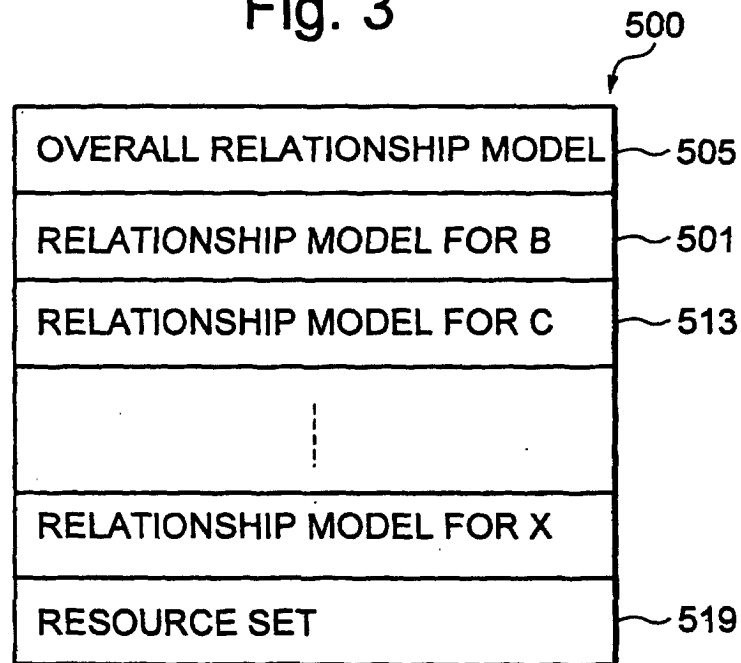 Fig. 3
500
OVERALL RELATIONSHIP MODEL 505
RELATIONSHIP MODEL FOR B 501
RELATIONSHIP MODEL FOR C 513
RELATIONSHIP MODEL FOR X
RESOURCE SET 519